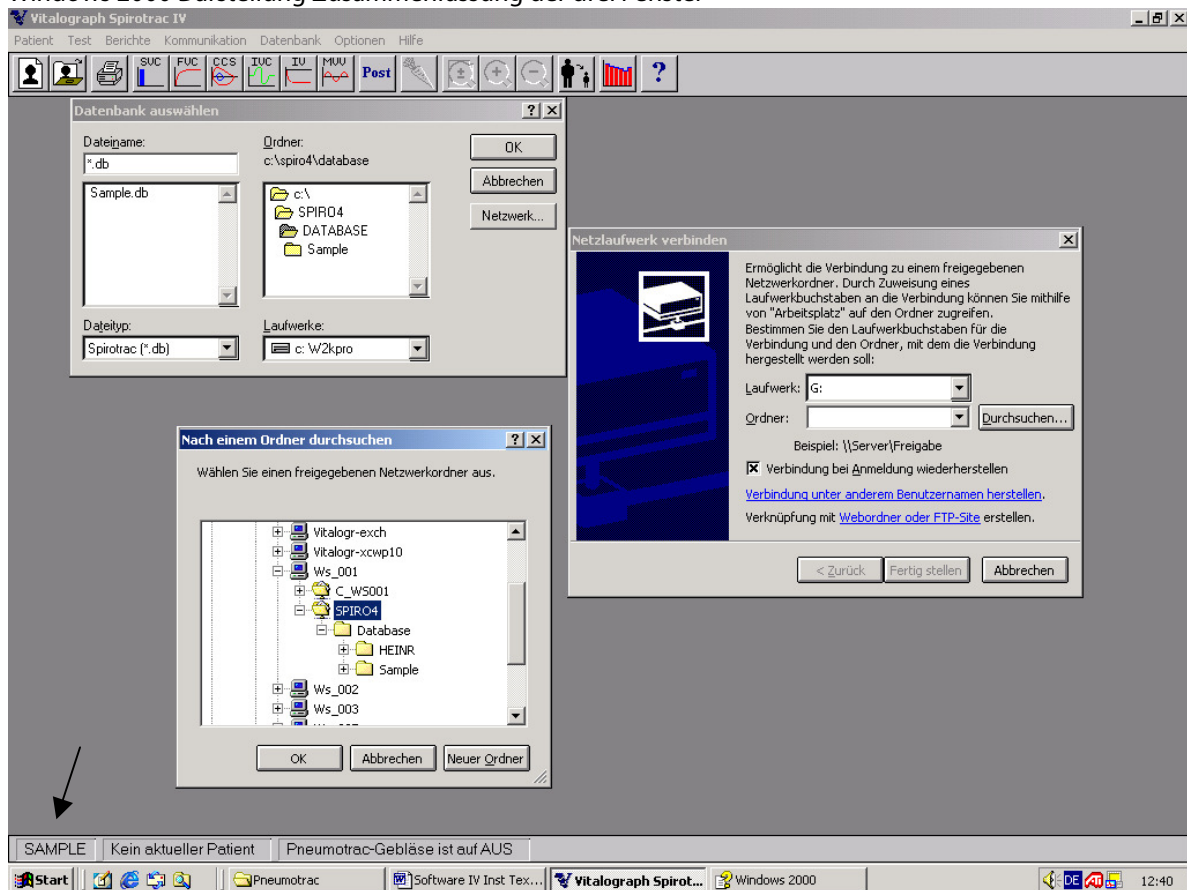 Windows 2000 Darstellung Zusammenfassung der drei Fenster
Vitalograph Spirotrac IV
Patient Test Berichte Kommunikation Datenbank Optionen Hilfe
SVC FVC CCS IVC IV MVV Post ?
Datenbank auswählen
Dateiname:
*.db
Sample.db
Ordner:
c:\spiro4\database
c:\
SPIRO4
DATABASE
Sample
OK
Abbrechen
Netzwerk...
Dateityp:
Spirotrac (*.db)
Laufwerke:
c: W2kpro
Netzlaufwerk verbinden
Ermöglicht die Verbindung zu einem freigegebenen
Netzwerkordner. Durch Zuweisung eines
Laufwerkbuchstaben an die Verbindung können Sie mithilfe
von "Arbeitsplatz" auf den Ordner zugreifen.
Bestimmen Sie den Laufwerkbuchstaben für die
Verbindung und den Ordner, mit dem die Verbindung
hergestellt werden soll:
Laufwerk: G:
Ordner: Durchsuchen...
Beispiel: \\Server\Freigabe
Verbindung bei Anmeldung wiederherstellen
Verbindung unter anderem Benutzernamen herstellen.
Verknüpfung mit Webordner oder FTP-Site erstellen.
< Zurück Fertig stellen Abbrechen
Nach einem Ordner durchsuchen
Wählen Sie einen freigegebenen Netzwerkordner aus.
Vitalogr-exch
Vitalogr-xcwp10
Ws_001
C_WS001
SPIRO4
Database
HEINR
Sample
Ws_002
Ws_003
OK Abbrechen Neuer Ordner
SAMPLE Kein aktueller Patient Pneumotrac-Gebläse ist auf AUS
Start Pneumotrac Software IV Inst Tex... Vitalograph Spirot... Windows 2000 DE 12:40